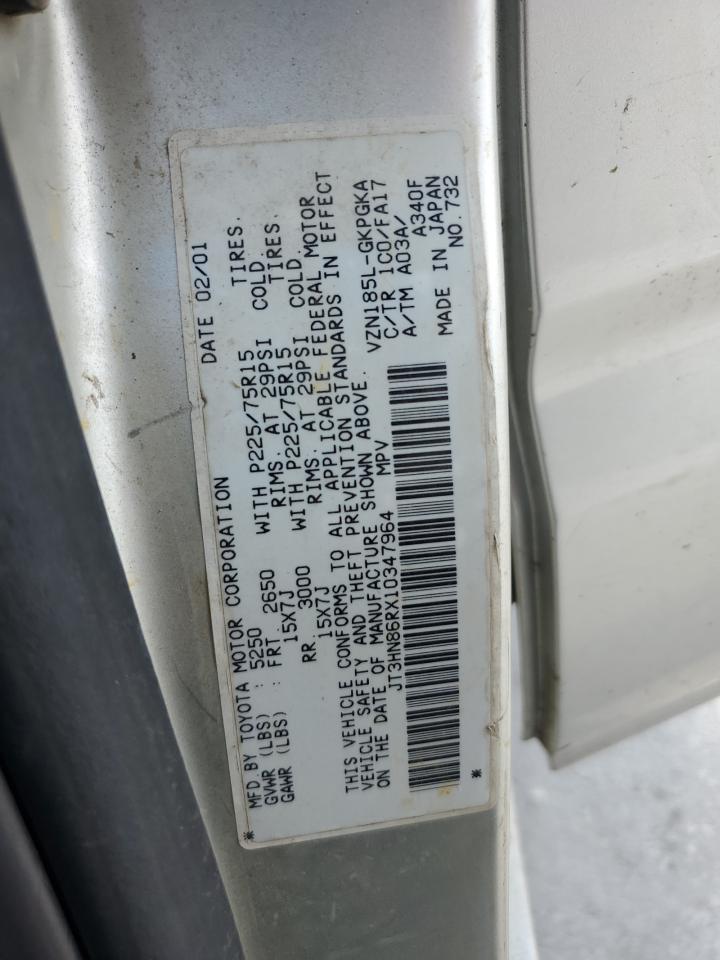 DATE 02/01
* MFD. BY TOYOTA MOTOR CORPORATION
GVWR (LBS) : 5250
GAWR (LBS) : FRT 2650 WITH P225/75R15 TIRES.
15X7J RIMS. AT 29PSI COLD.
RR 3000 WITH P225/75R15 TIRES.
15X7J RIMS. AT 29PSI COLD.
THIS VEHICLE CONFORMS TO ALL APPLICABLE FEDERAL MOTOR
VEHICLE SAFETY AND THEFT PREVENTION STANDARDS IN EFFECT
ON THE DATE OF MANUFACTURE SHOWN ABOVE.
JT3HN86RX10347964 MPV
VZN185L-GKPGKA
C/TR 1C0/FA17
A/TM A03A/
A340F
MADE IN JAPAN
* NO.732